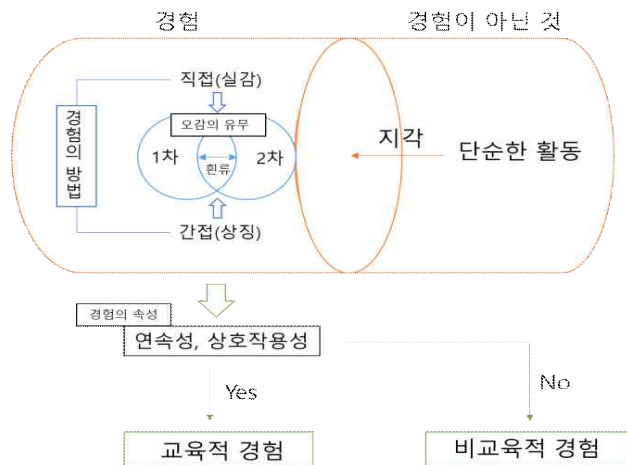 경험
경험이 아닌 것
직접(실감)
오감의 유무
경험의 방법
1차
2차
흰류
지각
단순한 활동
간접(상징)
경험의 속성
연속성, 상호작용성
Yes
No
교육적 경험
비교육적 경험